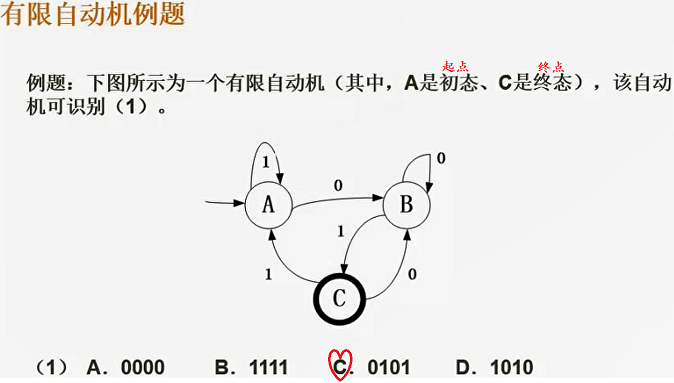 有限自动机例题
起点 终点
例题：下图所示为一个有限自动机（其中，A是初态、C是终态），该自动
机可识别（1）。
1
0
0
A
B
1
1
0
C
（1） A. 0000 B. 1111 C. 0101 D. 1010